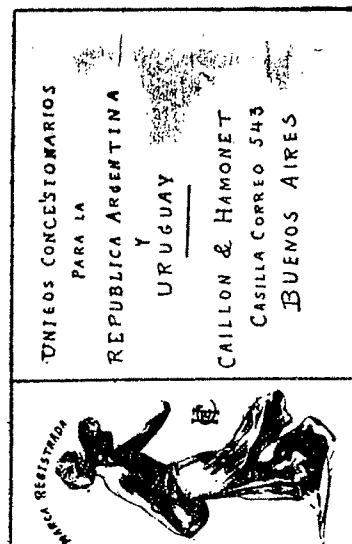 UNICOS CONCESIONARIOS
PARA LA
REPUBLICA ARGENTINA
Y
URUGUAY
CAILLON & HAMONET
CASILLA CORREO 543
BUENOS AIRES
MARCA REGISTRADA